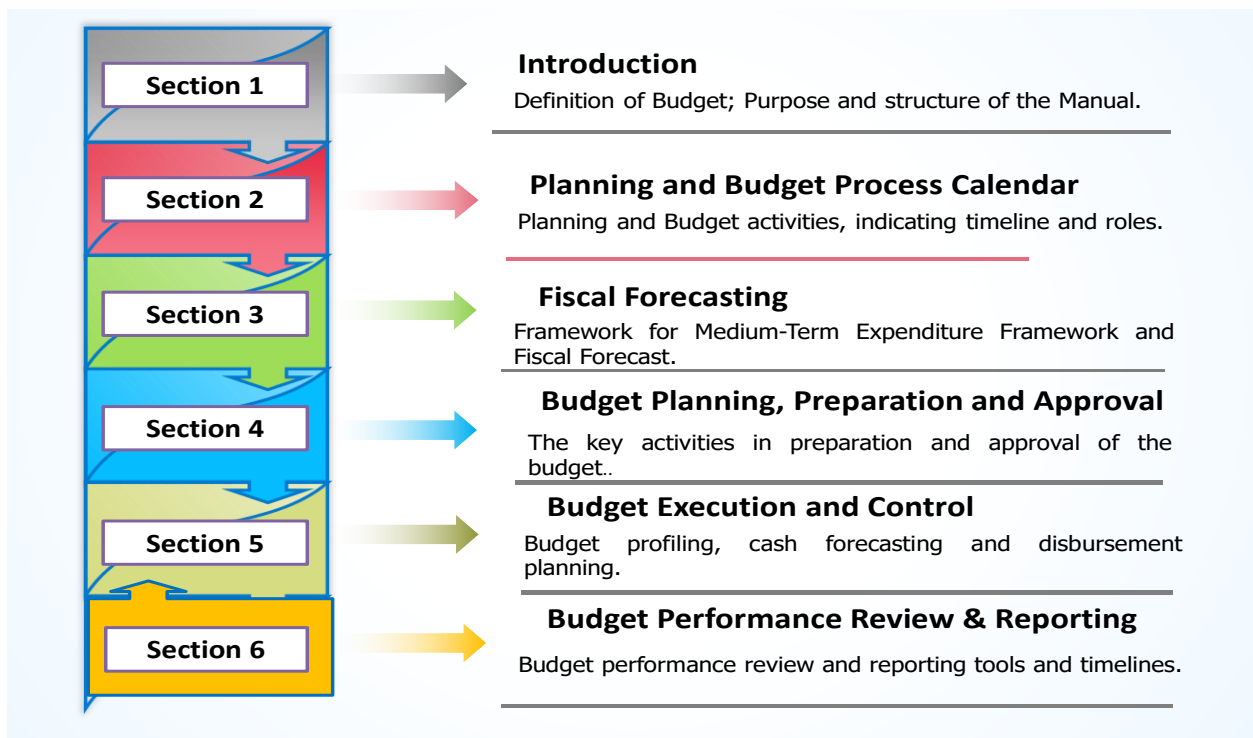 Section 1
Introduction
Definition of Budget; Purpose and structure of the Manual.
Section 2
Planning and Budget Process Calendar
Planning and Budget activities, indicating timeline and roles.
Section 3
Fiscal Forecasting
Framework for Medium-Term Expenditure Framework and
Fiscal Forecast.
Section 4
Budget Planning, Preparation and Approval
The key activities in preparation and approval of the
budget..
Section 5
Budget Execution and Control
Budget profiling, cash forecasting and disbursement
planning.
Section 6
Budget Performance Review & Reporting
Budget performance review and reporting tools and timelines.